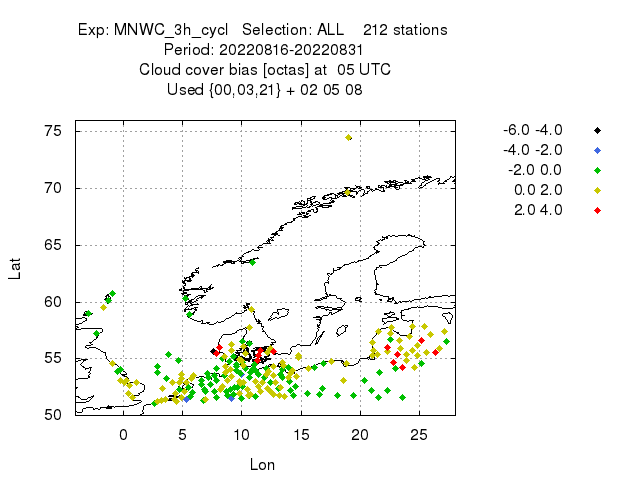 Exp: MNWC_3h_cycl   Selection: ALL    212 stations
Period: 20220816-20220831
Cloud cover bias [octas] at  05 UTC
Used {00,03,21} + 02 05 08
-6.0 -4.0
-4.0 -2.0
-2.0 0.0
0.0 2.0
2.0 4.0
75
70
65
60
55
50
Lat
0 5 10 15 20 25
Lon